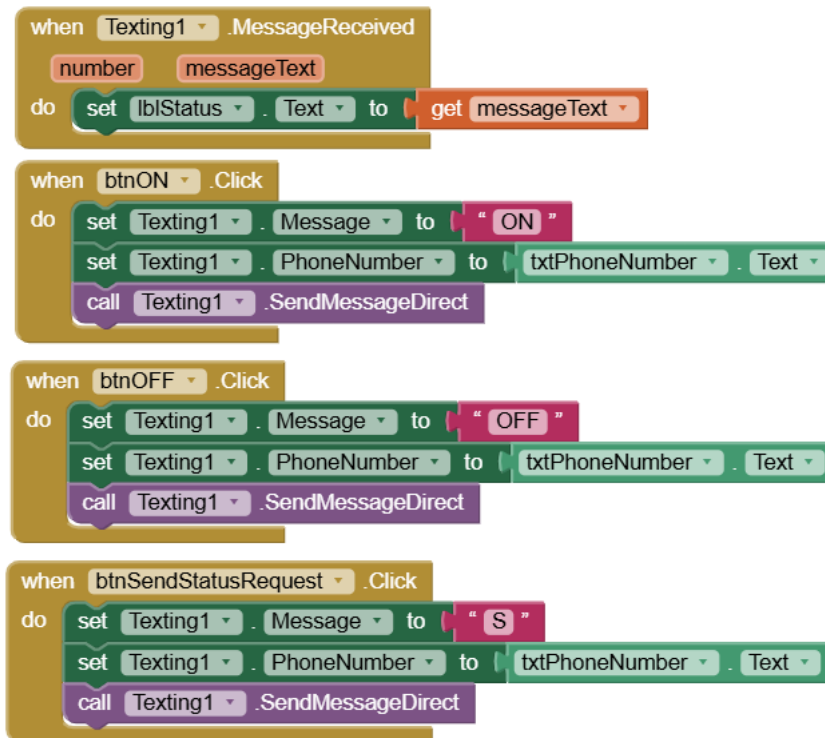 when Texting1 .MessageReceived
number messageText
do set lblStatus . Text to get messageText
when btnON .Click
do set Texting1 . Message to " ON "
set Texting1 . PhoneNumber to txtPhoneNumber . Text
call Texting1 .SendMessageDirect
when btnOFF .Click
do set Texting1 . Message to " OFF "
set Texting1 . PhoneNumber to txtPhoneNumber . Text
call Texting1 .SendMessageDirect
when btnSendStatusRequest .Click
do set Texting1 . Message to " S "
set Texting1 . PhoneNumber to txtPhoneNumber . Text
call Texting1 .SendMessageDirect